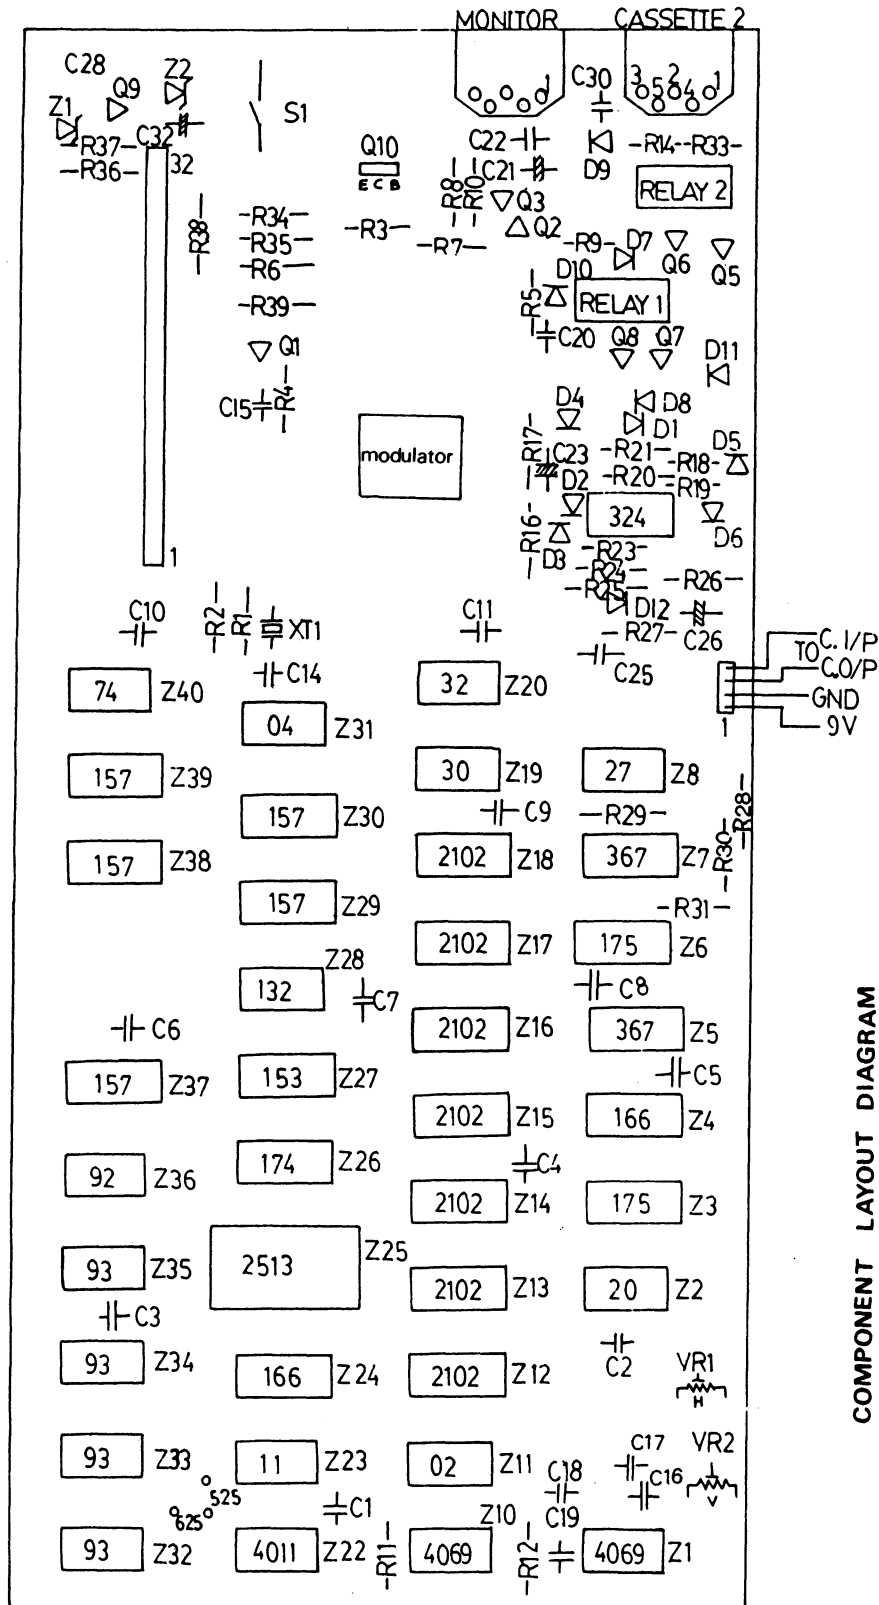 MONITOR
CASSETTE 2
C28
Q9
Z2
Z1
C32
R37
R36
32
S1
Q10
E C B
C22
C21
1
C30
3 5 2 4 1
D9
R14
R33
RELAY 2
R38
R34
R35
R6
R39
R3
R8
R10
Q3
Q2
R7
R9
D7
Q6
Q5
D10
R5
RELAY 1
C20
Q8
Q7
D11
Q1
C15
R4
D4
D8
D1
modulator
R17
C23
R21
R20
R18
R19
D5
D2
324
D6
R16
D3
R23
R24
R25
R26
D12
R27
C26
1
C10
R2
R1
XT1
C11
C25
TO
C.I/P
C.O/P
GND
9V
1
74
Z40
C14
04
Z31
32
Z20
157
Z39
30
Z19
27
Z8
157
Z30
C9
R29
R28
R30
157
Z38
2102
Z18
367
Z7
157
Z29
R31
2102
Z17
175
Z6
Z28
132
C7
C8
C6
2102
Z16
367
Z5
157
Z37
153
Z27
C5
2102
Z15
166
Z4
92
Z36
174
Z26
C4
2102
Z14
175
Z3
93
Z35
2513
Z25
2102
Z13
20
Z2
C3
93
Z34
166
Z24
2102
Z12
C2
VR1
H
93
Z33
11
Z23
02
Z11
C18
C17
C16
VR2
V
525
625
C1
Z10
C19
93
Z32
4011
Z22
R11
4069
R12
4069
Z1
COMPONENT LAYOUT DIAGRAM